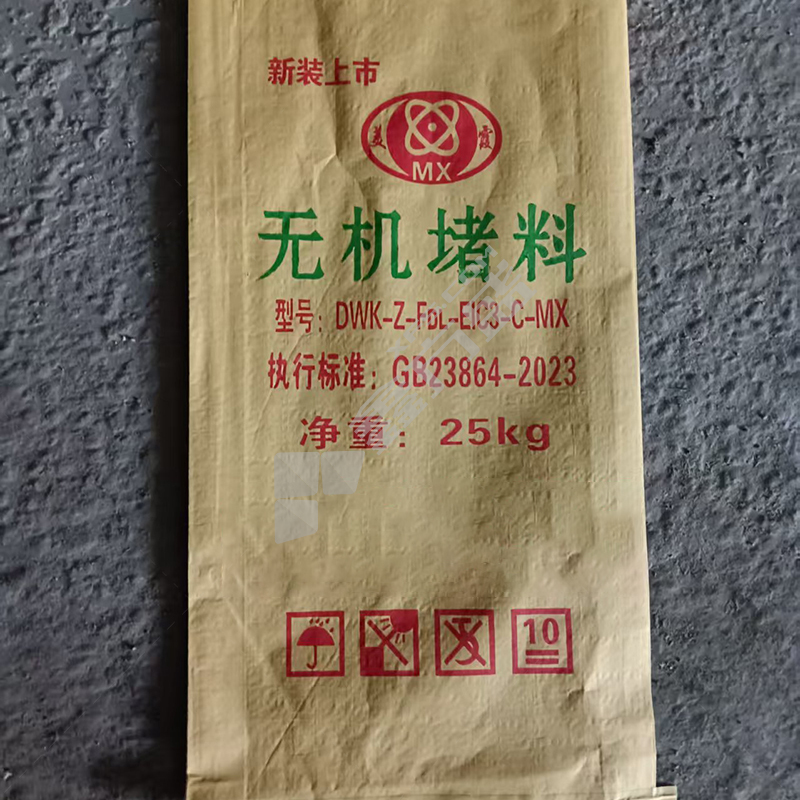 新装上市
美 霞
MX
无机堵料
型号：DWK-Z-FDL-EIC3-C-MX
执行标准：GB23864-2023
净重：25kg
10